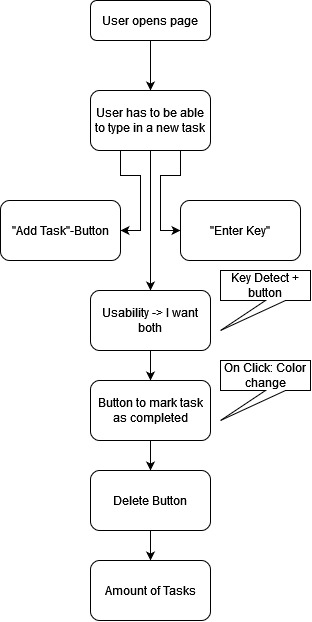 User opens page
User has to be able
to type in a new task
"Add Task"-Button
"Enter Key"
Key Detect +
button
Usability -> I want
both
On Click: Color
change
Button to mark task
as completed
Delete Button
Amount of Tasks